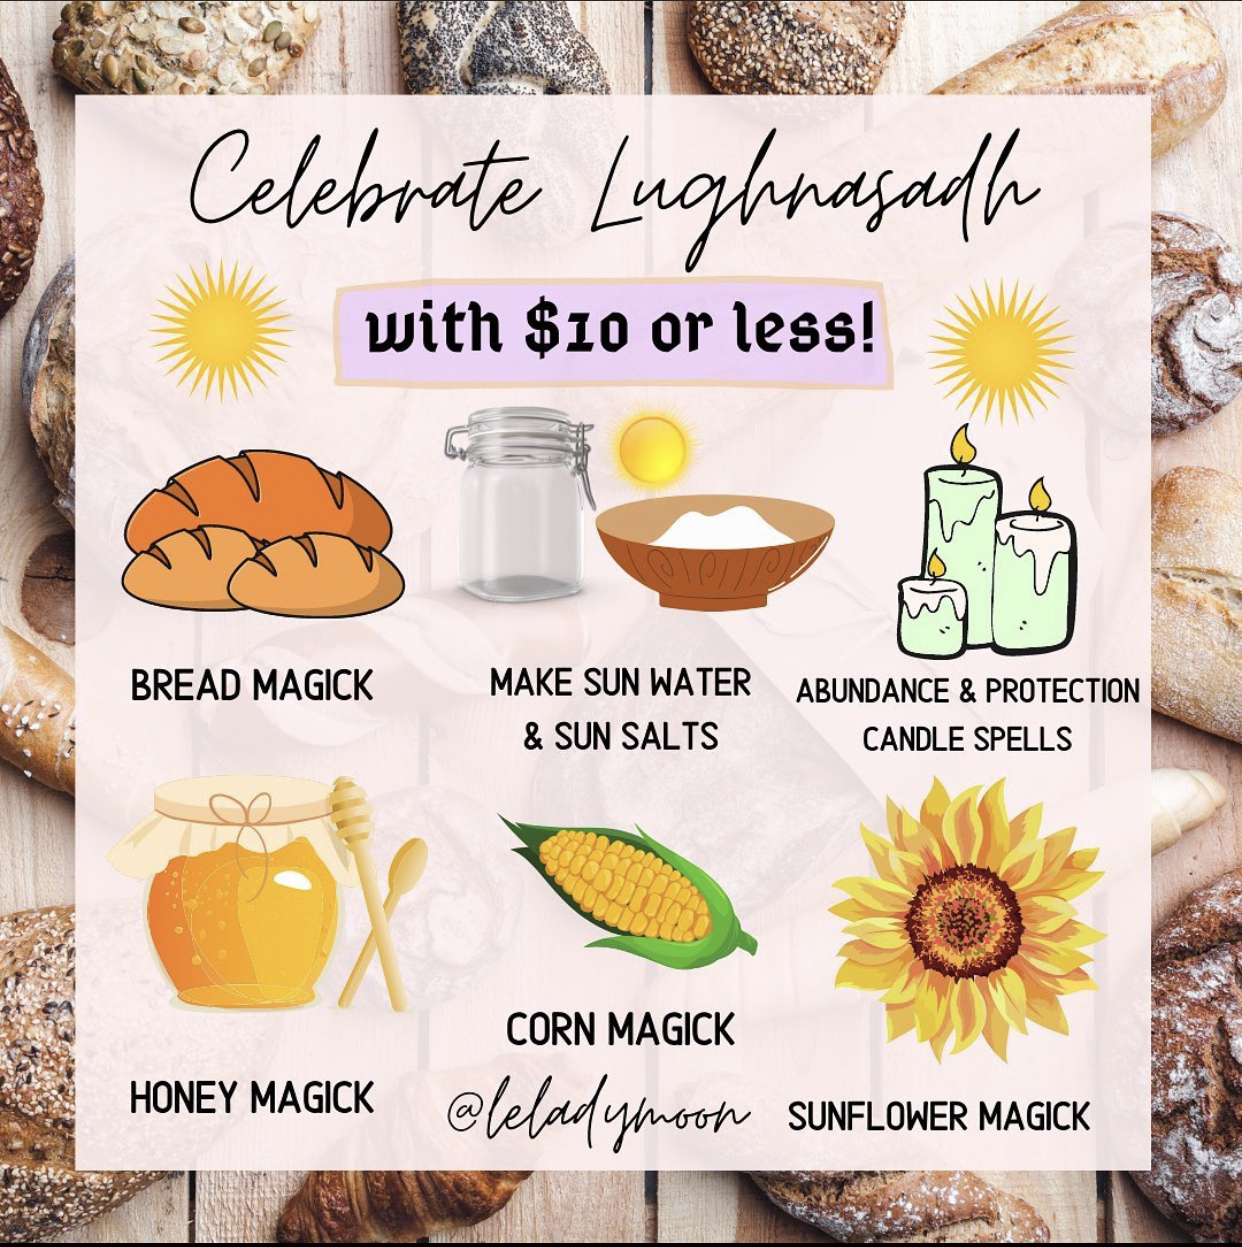 Celebrate Lughnasadh
with $10 or less!
BREAD MAGICK
MAKE SUN WATER
& SUN SALTS
ABUNDANCE & PROTECTION
CANDLE SPELLS
HONEY MAGICK
CORN MAGICK
SUNFLOWER MAGICK
@leladymoon